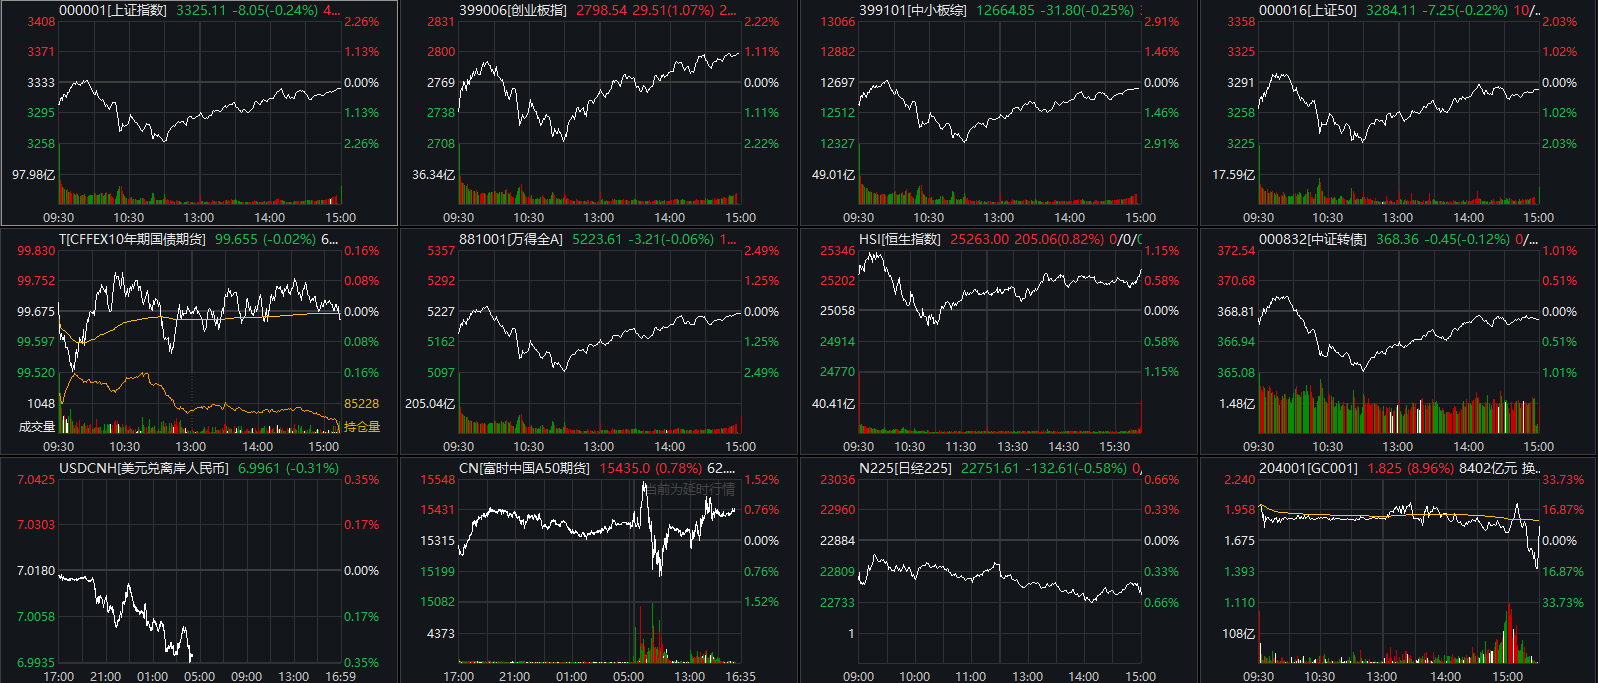 000001[上证指数] 3325.11 -8.05(-0.24%) 4...
3408 2.26%
3371 1.13%
3333 0.00%
3295 1.13%
3258 2.26%
97.98亿
09:30 10:30 13:00 14:00 15:00
399006[创业板指] 2798.54 29.51(1.07%) 2...
2831 2.22%
2800 1.11%
2769 0.00%
2738 1.11%
2708 2.22%
36.34亿
09:30 10:30 13:00 14:00 15:00
399101[中小板综] 12664.85 -31.80(-0.25%)
13066 2.91%
12882 1.46%
12697 0.00%
12512 1.46%
12327 2.91%
49.01亿
09:30 10:30 13:00 14:00 15:00
000016[上证50] 3284.11 -7.25(-0.22%) 10/..
3358 2.03%
3325 1.02%
3291 0.00%
3258 1.02%
3225 2.03%
17.59亿
09:30 10:30 13:00 14:00 15:00
T[CFFEX10年期国债期货] 99.655 (-0.02%) 6...
99.830 0.16%
99.752 0.08%
99.675 0.00%
99.597 0.08%
99.520 0.16%
1048 85228
成交量 持仓量
09:30 10:30 13:00 14:00 15:00
881001[万得全A] 5223.61 -3.21(-0.06%) 1...
5357 2.49%
5292 1.25%
5227 0.00%
5162 1.25%
5097 2.49%
205.04亿
09:30 10:30 13:00 14:00 15:00
HSI[恒生指数] 25263.00 205.06(0.82%) 0/0/0
25346 1.15%
25202 0.58%
25058 0.00%
24914 0.58%
24770 1.15%
40.41亿
09:30 10:30 11:30 13:30 14:30 15:30
000832[中证转债] 368.36 -0.45(-0.12%) 0/...
372.54 1.01%
370.68 0.51%
368.81 0.00%
366.94 0.51%
365.08 1.01%
1.48亿
09:30 10:30 13:00 14:00 15:00
USDCNH[美元兑离岸人民币] 6.9961 (-0.31%)
7.0425 0.35%
7.0303 0.17%
7.0180 0.00%
7.0058 0.17%
6.9935 0.35%
17:00 21:00 01:00 05:00 09:00 13:00 16:59
CN[富时中国A50期货] 15435.0 (0.78%) 62....
当前为延时行情
15548 1.52%
15431 0.76%
15315 0.00%
15199 0.76%
15082 1.52%
4373
17:00 21:00 01:00 05:00 13:00 16:35
N225[日经225] 22751.61 -132.61(-0.58%) 0,
23036 0.66%
22960 0.33%
22884 0.00%
22809 0.33%
22733 0.66%
1
09:00 10:00 11:00 13:00 14:00 15:00
204001[GC001] 1.825 (8.96%) 8402亿元 换..
2.240 33.73%
1.958 16.87%
1.675 0.00%
1.393 16.87%
1.110 33.73%
108亿
09:30 10:30 13:00 14:00 15:00